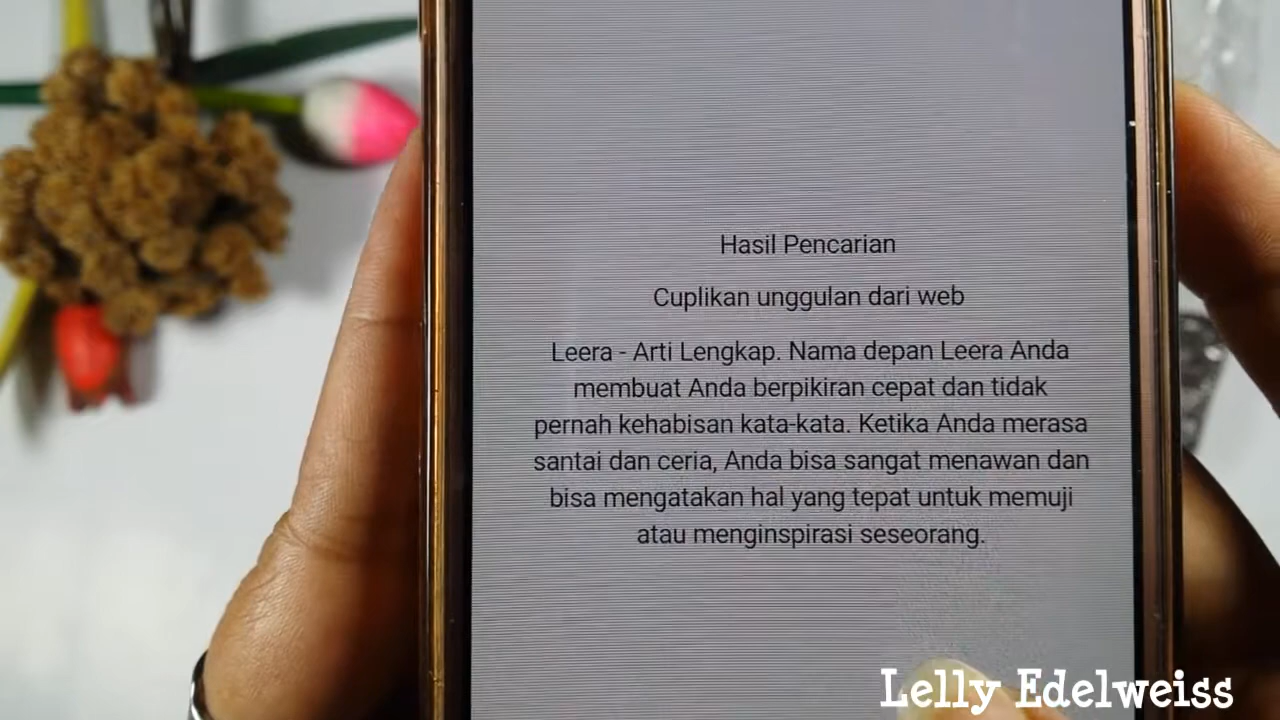 Hasil Pencarian
Cuplikan unggulan dari web
Leera - Arti Lengkap. Nama depan Leera Anda
membuat Anda berpikiran cepat dan tidak
pernah kehabisan kata-kata. Ketika Anda merasa
santai dan ceria, Anda bisa sangat menawan dan
bisa mengatakan hal yang tepat untuk memuji
atau menginspirasi seseorang.
Lelly Edelweiss